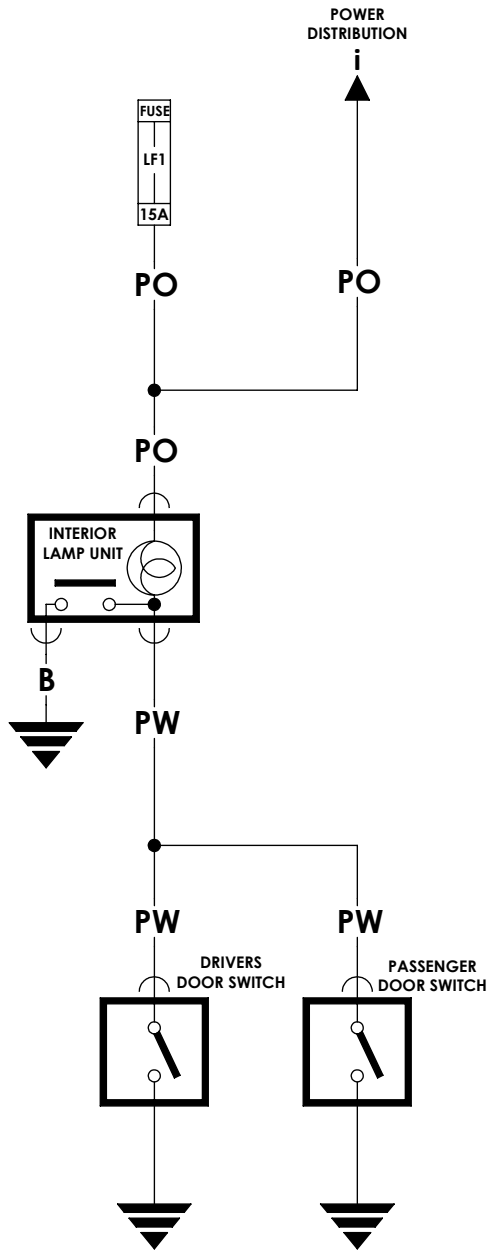 POWER
DISTRIBUTION
i
FUSE
LF1
15A
PO
PO
PO
INTERIOR
LAMP UNIT
B
PW
PW
PW
DRIVERS
DOOR SWITCH
PASSENGER
DOOR SWITCH